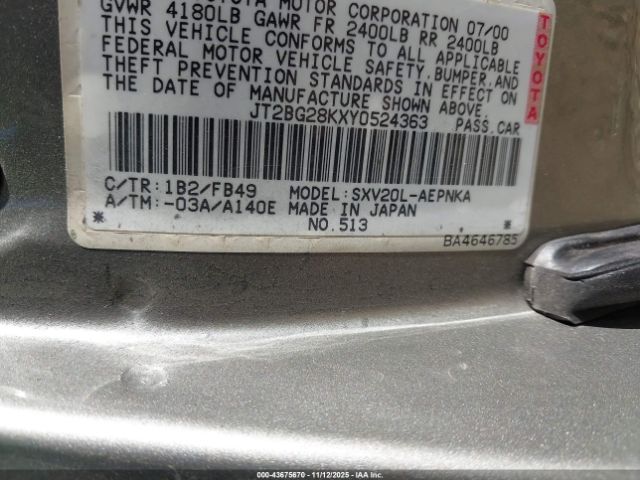 TOYOTA MOTOR CORPORATION 07/00
GVWR 4180LB GAWR FR 2400LB RR 2400LB
THIS VEHICLE CONFORMS TO ALL APPLICABLE
FEDERAL MOTOR VEHICLE SAFETY, BUMPER, AND
THEFT PREVENTION STANDARDS IN EFFECT ON
THE DATE OF MANUFACTURE SHOWN ABOVE.
JT2BG28KXY0524363 PASS.CAR
TOYOTA
C/TR: 1B2/FB49 MODEL: SXV20L-AEPNKA
A/TM: -03A/A140E MADE IN JAPAN
* NO.513 *
BA4646785
000-43675670 - 11/12/2025 - IAAI.COM